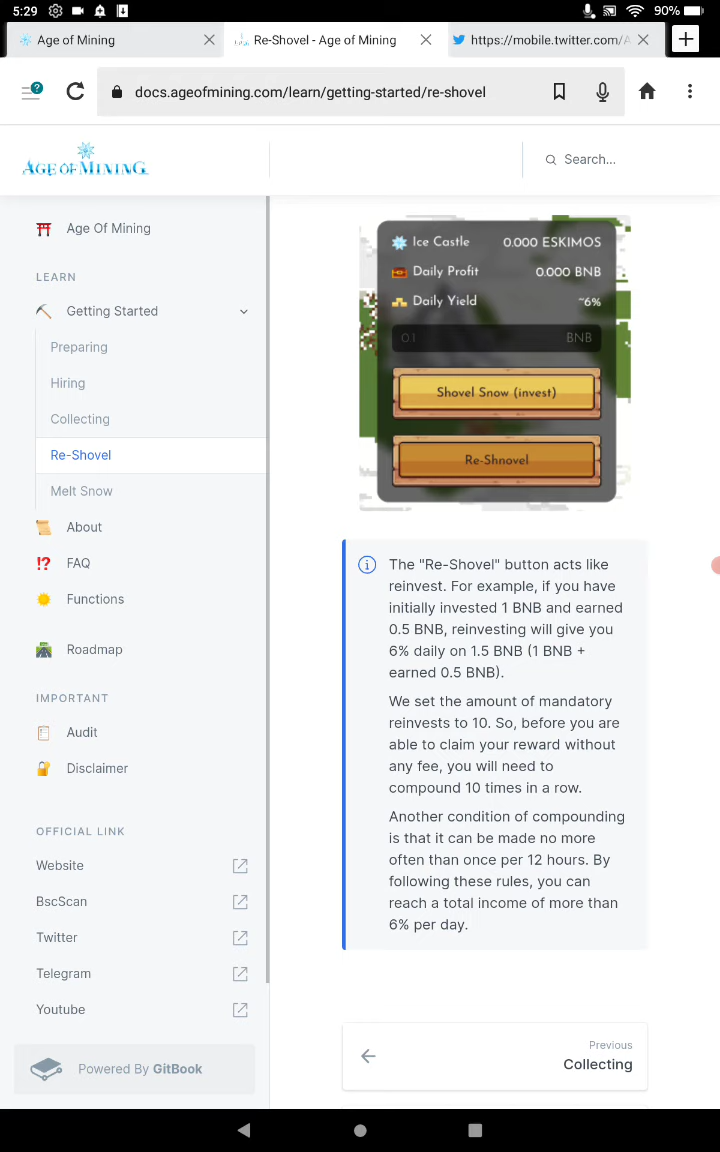 5:29
90%
Age of Mining
Re-Shovel - Age of Mining
https://mobile.twitter.com/A
docs.ageofmining.com/learn/getting-started/re-shovel
AGE OF MINING
Search...
Age Of Mining
LEARN
Getting Started
Preparing
Hiring
Collecting
Re-Shovel
Melt Snow
About
FAQ
Functions
Roadmap
IMPORTANT
Audit
Disclaimer
OFFICIAL LINK
Website
BscScan
Twitter
Telegram
Youtube
Powered By GitBook
Ice Castle 0.000 ESKIMOS
Daily Profit 0.000 BNB
Daily Yield ~6%
01 BNB
Shovel Snow (invest)
Re-Shnovel
The "Re-Shovel" button acts like
reinvest. For example, if you have
initially invested 1 BNB and earned
0.5 BNB, reinvesting will give you
6% daily on 1.5 BNB (1 BNB +
earned 0.5 BNB).
We set the amount of mandatory
reinvests to 10. So, before you are
able to claim your reward without
any fee, you will need to
compound 10 times in a row.
Another condition of compounding
is that it can be made no more
often than once per 12 hours. By
following these rules, you can
reach a total income of more than
6% per day.
Previous
Collecting